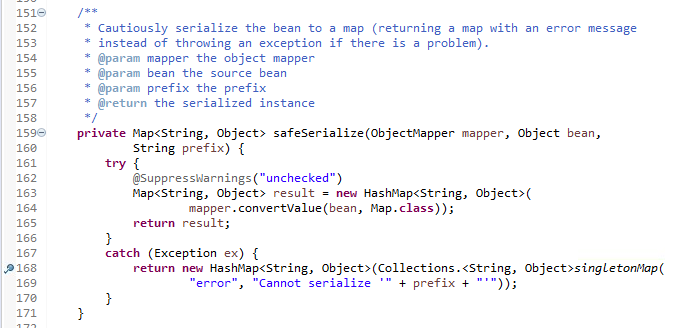 151 /**
152 * Cautiously serialize the bean to a map (returning a map with an error message
153 * instead of throwing an exception if there is a problem).
154 * @param mapper the object mapper
155 * @param bean the source bean
156 * @param prefix the prefix
157 * @return the serialized instance
158 */
159 private Map<String, Object> safeSerialize(ObjectMapper mapper, Object bean,
160 String prefix) {
161 try {
162 @SuppressWarnings("unchecked")
163 Map<String, Object> result = new HashMap<String, Object>(
164 mapper.convertValue(bean, Map.class));
165 return result;
166 }
167 catch (Exception ex) {
168 return new HashMap<String, Object>(Collections.<String, Object>singletonMap(
169 "error", "Cannot serialize '" + prefix + "'"));
170 }
171 }